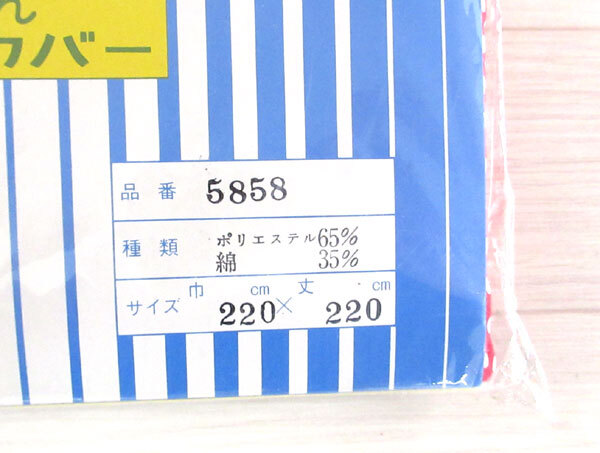 ん
カバー
品番 5858
種類 ポリエステル65%
綿 35%
サイズ 巾 cm × 丈 cm
220 220